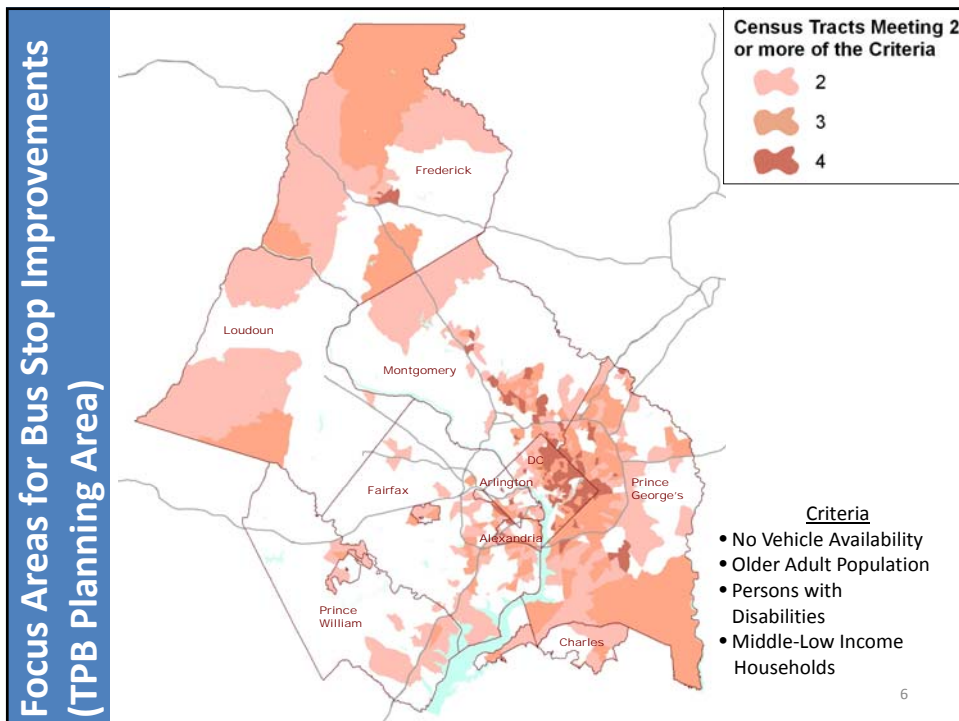 Focus Areas for Bus Stop Improvements
(TPB Planning Area)
Census Tracts Meeting 2
or more of the Criteria
2
3
4
Frederick
Loudoun
Montgomery
DC
Arlington
Prince
George's
Fairfax
Alexandria
Prince
William
Charles
Criteria
• No Vehicle Availability
• Older Adult Population
• Persons with
Disabilities
• Middle-Low Income
Households
6